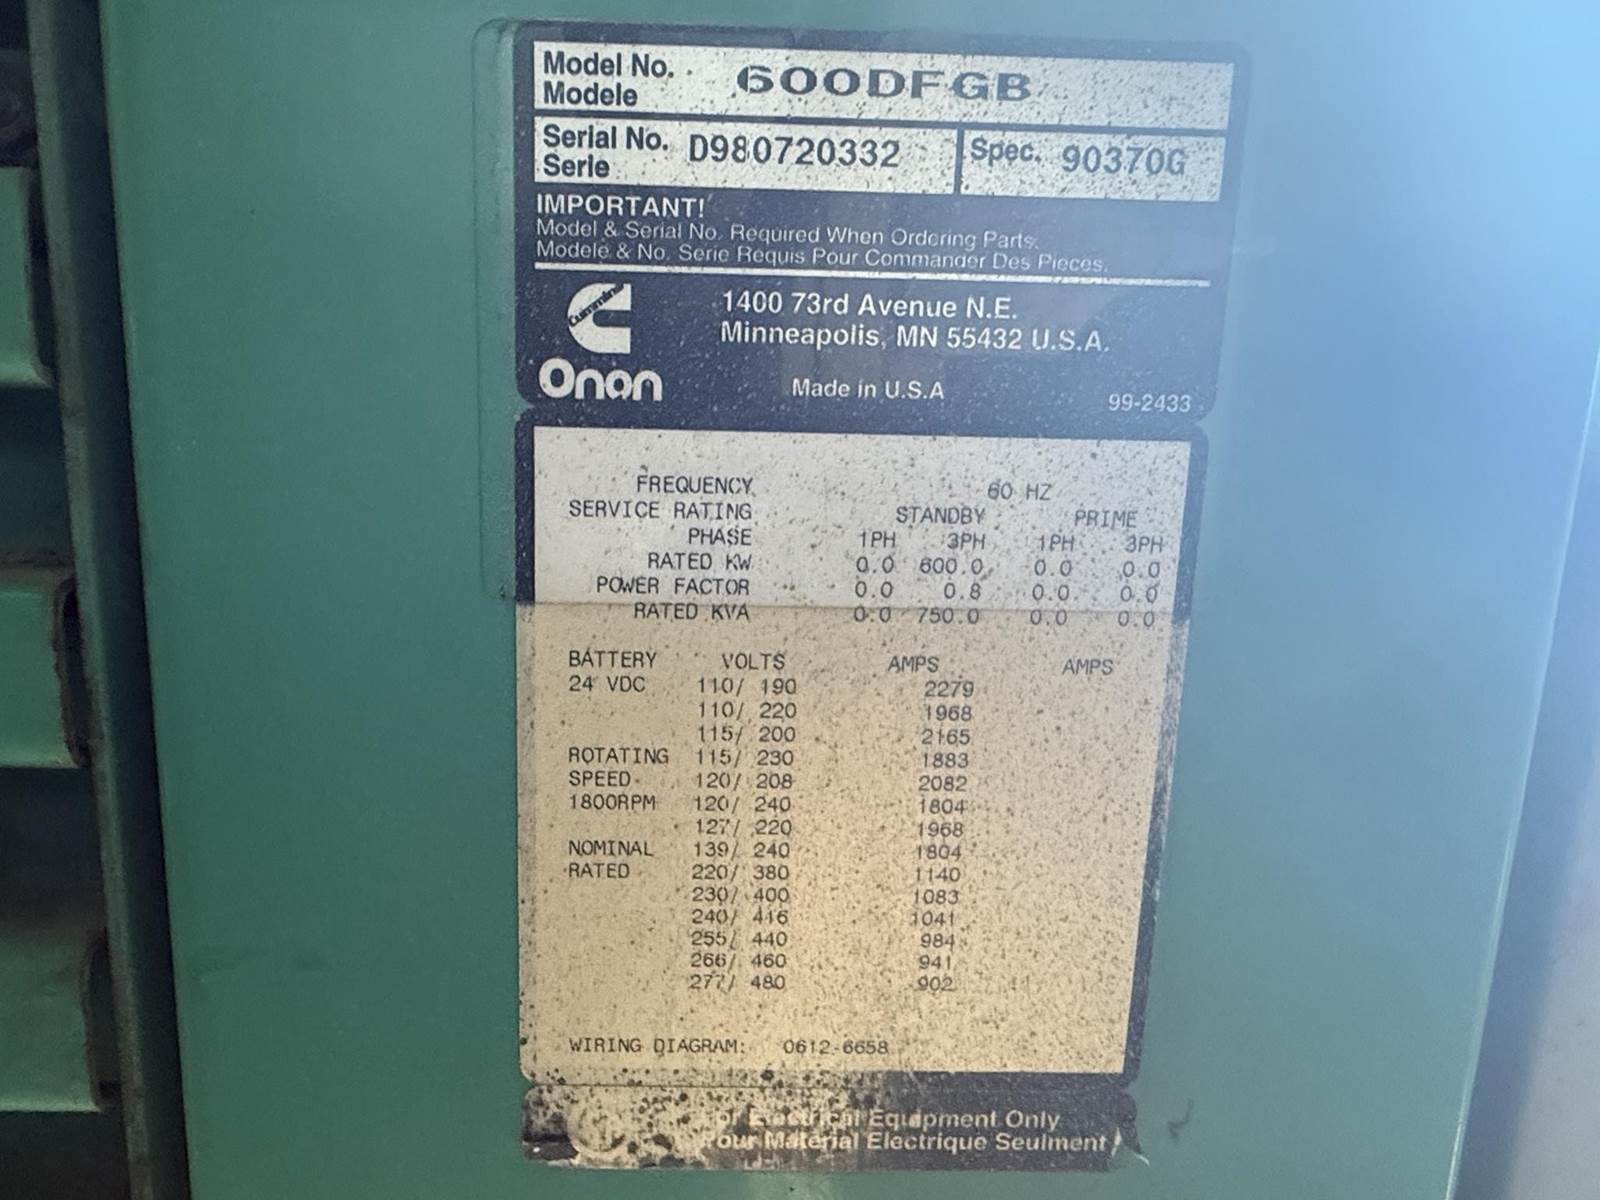 Model No. 600DFGB
Modele
Serial No. D980720332 Spec. 90370G
Serie
IMPORTANT!
Model & Serial No. Required When Ordering Parts.
Modele & No. Serie Requis Pour Commander Des Pieces.
Cummins
1400 73rd Avenue N.E.
Minneapolis, MN 55432 U.S.A.
Onan
Made in U.S.A
99-2433
FREQUENCY 60 HZ
SERVICE RATING STANDBY PRIME
PHASE 1PH 3PH 1PH 3PH
RATED KW 0.0 600.0 0.0 0.0
POWER FACTOR 0.0 0.8 0.0 0.0
RATED KVA 0.0 750.0 0.0 0.0
BATTERY VOLTS AMPS AMPS
24 VDC 110/ 190 2279
110/ 220 1968
115/ 200 2165
ROTATING 115/ 230 1883
SPEED 120/ 208 2082
1800RPM 120/ 240 1804
127/ 220 1968
NOMINAL 139/ 240 1804
RATED 220/ 380 1140
230/ 400 1083
240/ 416 1041
255/ 440 984
266/ 460 941
277/ 480 902
WIRING DIAGRAM: 0612-6658
For Electrical Equipment Only
Pour Material Electrique Seulment